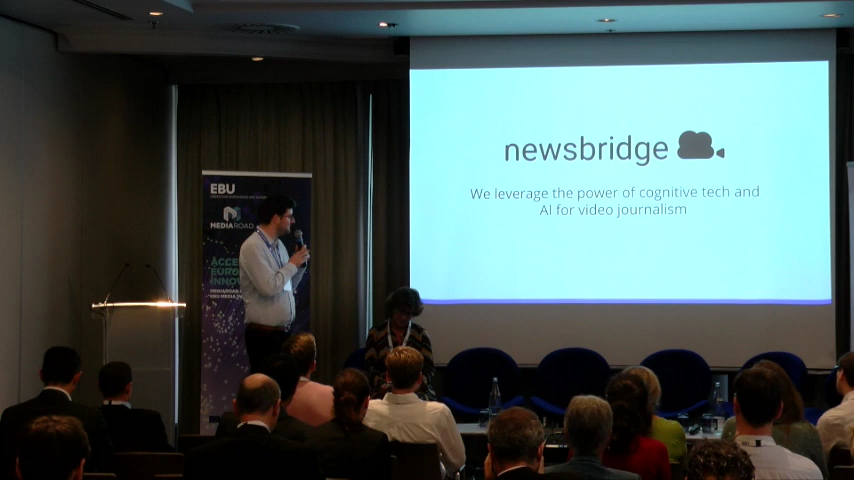 newsbridge
We leverage the power of cognitive tech and
AI for video journalism
EBU
MEDIAROAD